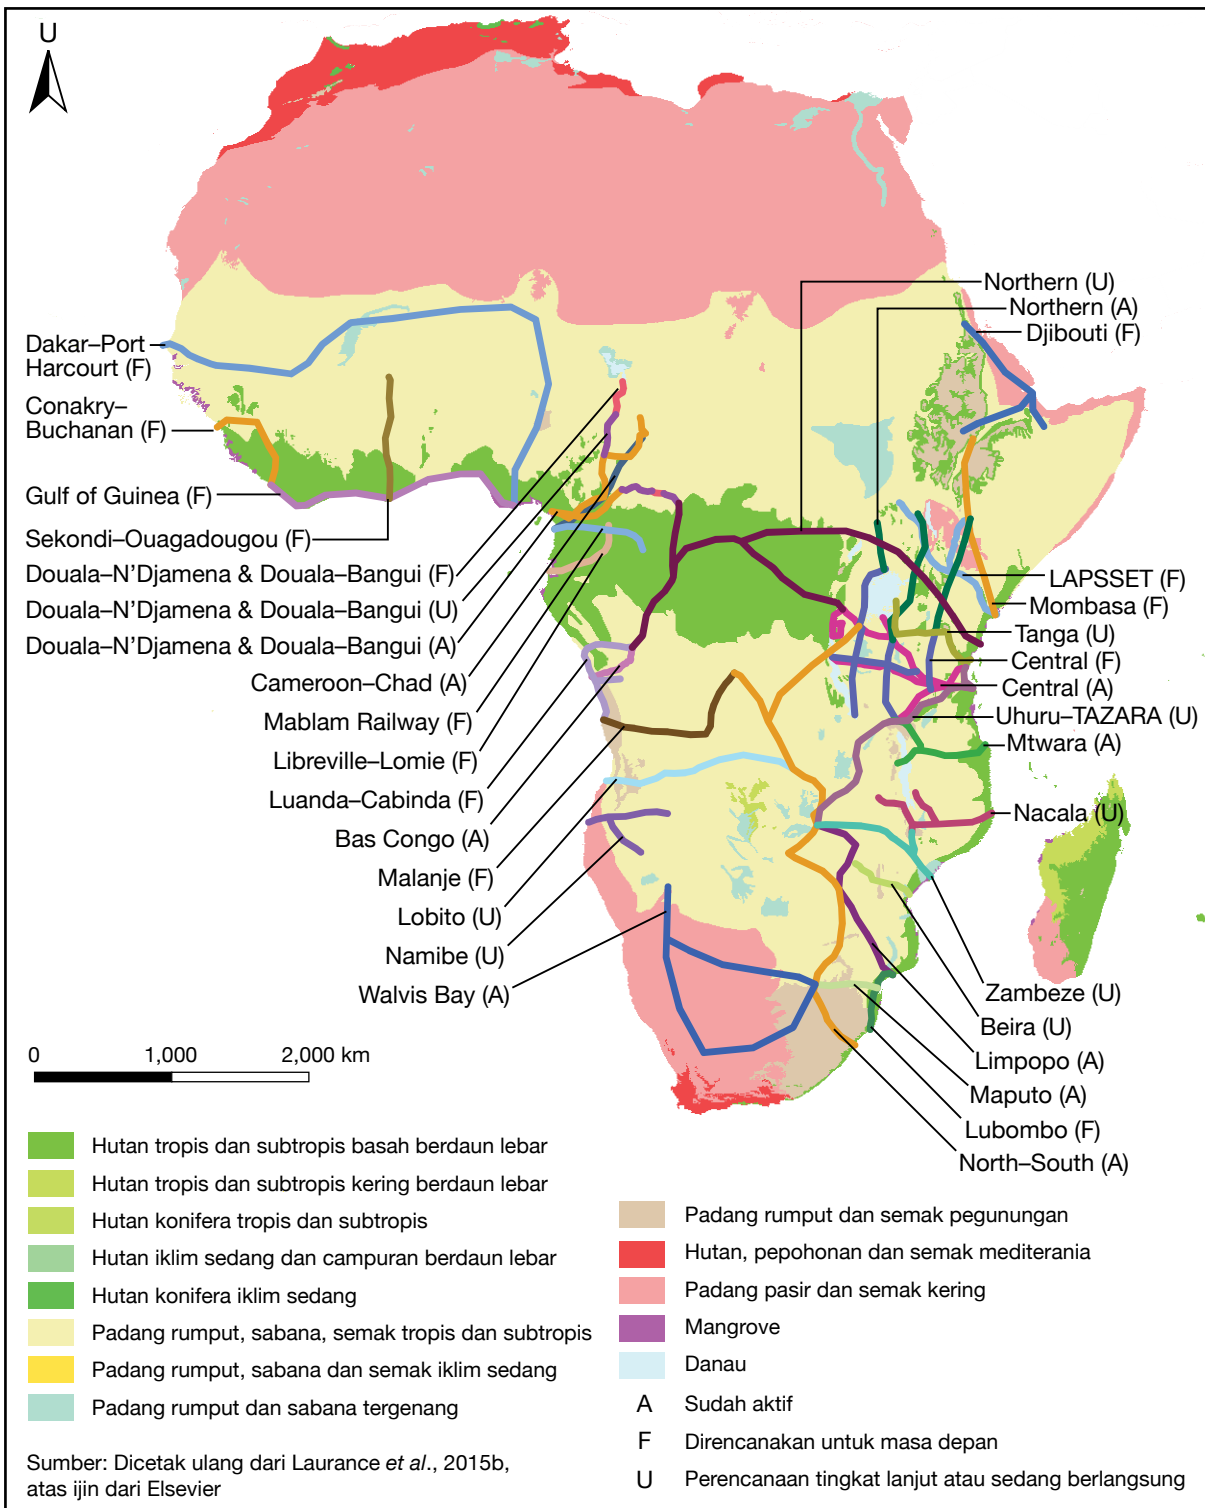 U
Northern (U)
Northern (A)
Djibouti (F)
Dakar–Port
Harcourt (F)
Conakry–
Buchanan (F)
Gulf of Guinea (F)
Sekondi–Ouagadougou (F)
Douala–N’Djamena & Douala–Bangui (F)
Douala–N’Djamena & Douala–Bangui (U)
Douala–N’Djamena & Douala–Bangui (A)
Cameroon–Chad (A)
Mablam Railway (F)
Libreville–Lomie (F)
Luanda–Cabinda (F)
Bas Congo (A)
Malanje (F)
Lobito (U)
Namibe (U)
Walvis Bay (A)
LAPSSET (F)
Mombasa (F)
Tanga (U)
Central (F)
Central (A)
Uhuru–TAZARA (U)
Mtwara (A)
Nacala (U)
Zambeze (U)
Beira (U)
Limpopo (A)
Maputo (A)
Lubombo (F)
North–South (A)
0 1,000 2,000 km
Hutan tropis dan subtropis basah berdaun lebar
Hutan tropis dan subtropis kering berdaun lebar
Hutan konifera tropis dan subtropis
Hutan iklim sedang dan campuran berdaun lebar
Hutan konifera iklim sedang
Padang rumput, sabana, semak tropis dan subtropis
Padang rumput, sabana dan semak iklim sedang
Padang rumput dan sabana tergenang
Padang rumput dan semak pegunungan
Hutan, pepohonan dan semak mediterania
Padang pasir dan semak kering
Mangrove
Danau
A Sudah aktif
F Direncanakan untuk masa depan
U Perencanaan tingkat lanjut atau sedang berlangsung
Sumber: Dicetak ulang dari Laurance et al., 2015b,
atas ijin dari Elsevier